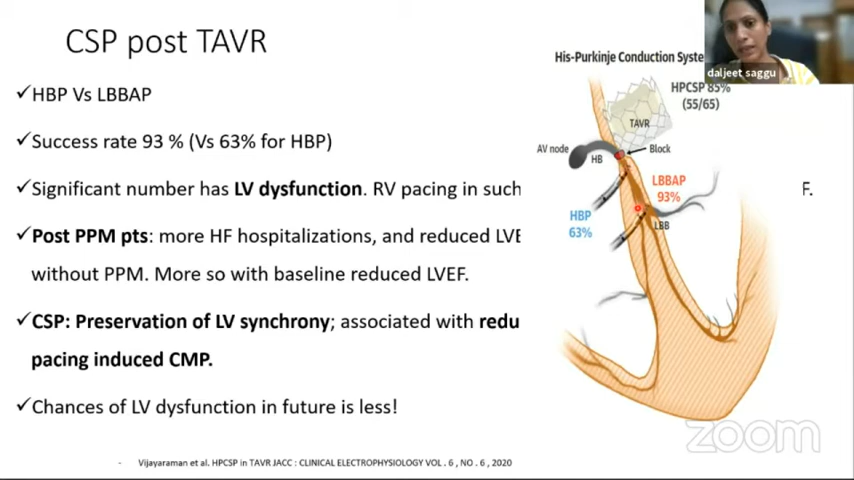 CSP post TAVR
✓HBP Vs LBBAP
✓Success rate 93 % (Vs 63% for HBP)
✓Significant number has LV dysfunction. RV pacing in such
F.
✓Post PPM pts: more HF hospitalizations, and reduced
without PPM. More so with baseline reduced LVEF.
✓CSP: Preservation of LV synchrony; associated with
pacing induced CMP.
✓Chances of LV dysfunction in future is less!
- Vijayaraman et al. HPCSP in TAVR JACC : CLINICAL ELECTROPHYSIOLOGY VOL . 6 , NO . 6 , 2020
His-Purkinje Conduction
HPCSP 85%
(55/65)
TAVR
AV node
HB
Block
LBBAP
93%
HBP
63%
LBB
daljeet saggu
zoom